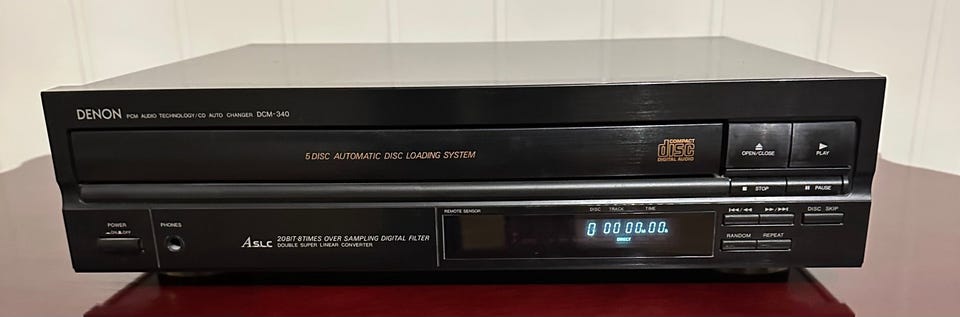 DENON PCM AUDIO TECHNOLOGY/CD AUTO CHANGER DCM-340
5 DISC AUTOMATIC DISC LOADING SYSTEM
COMPACT
disc
DIGITAL AUDIO
OPEN/CLOSE
PLAY
STOP
PAUSE
POWER
ON OFF
PHONES
A SLC
20BIT·8TIMES OVER SAMPLING DIGITAL FILTER
DOUBLE SUPER LINEAR CONVERTER
REMOTE SENSOR
DISC TRACK TIME
0 00 00m00s
DIRECT
DISC SKIP
RANDOM
REPEAT